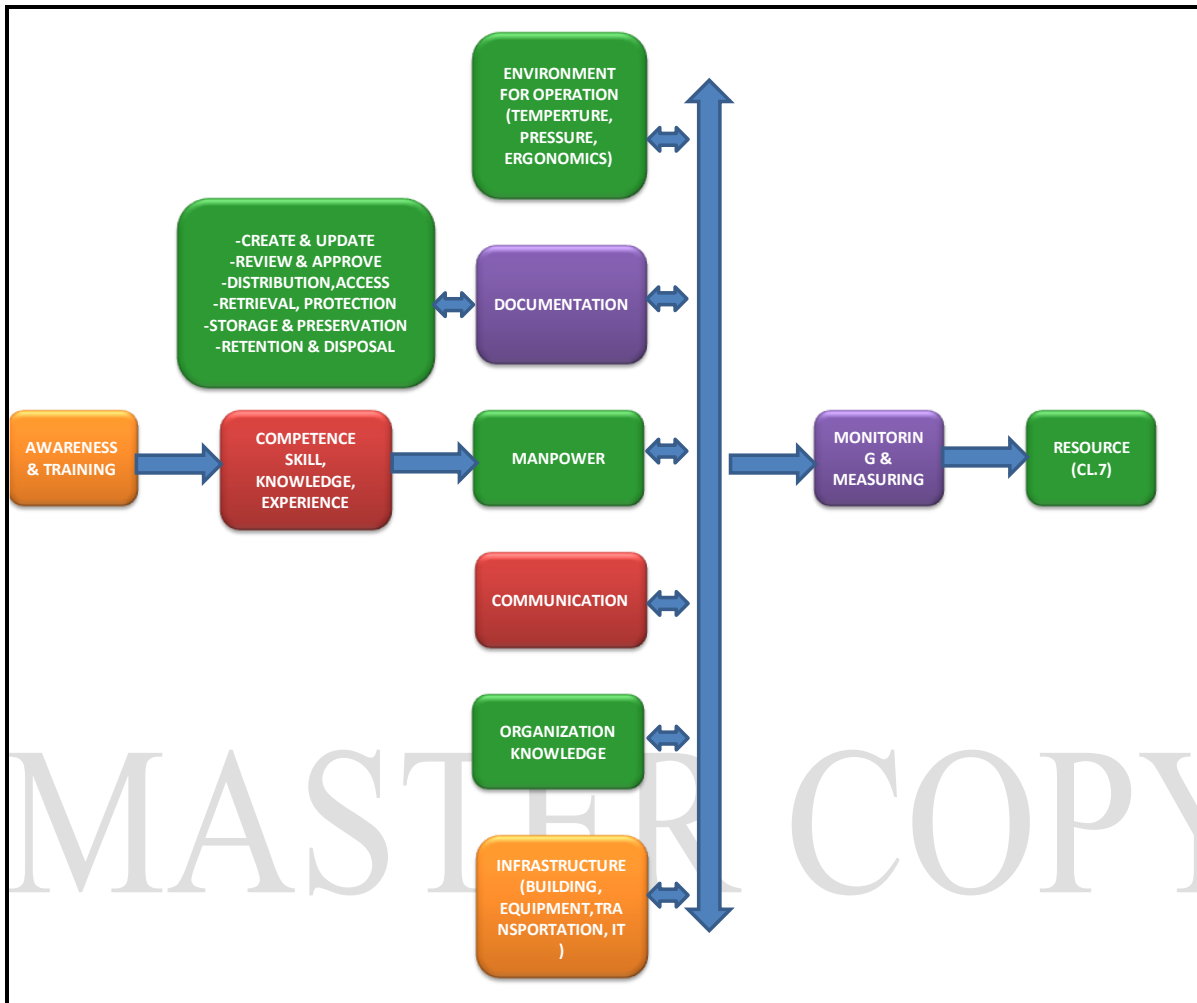 ENVIRONMENT
FOR OPERATION
(TEMPERTURE,
PRESSURE,
ERGONOMICS)
-CREATE & UPDATE
-REVIEW & APPROVE
-DISTRIBUTION,ACCESS
-RETRIEVAL, PROTECTION
-STORAGE & PRESERVATION
-RETENTION & DISPOSAL
DOCUMENTATION
AWARENESS
& TRAINING
COMPETENCE
SKILL,
KNOWLEDGE,
EXPERIENCE
MANPOWER
MONITORIN
G &
MEASURING
RESOURCE
(CL.7)
COMMUNICATION
ORGANIZATION
KNOWLEDGE
INFRASTRUCTURE
(BUILDING,
EQUIPMENT,TRA
NSPORTATION, IT
)
MASTER COPY